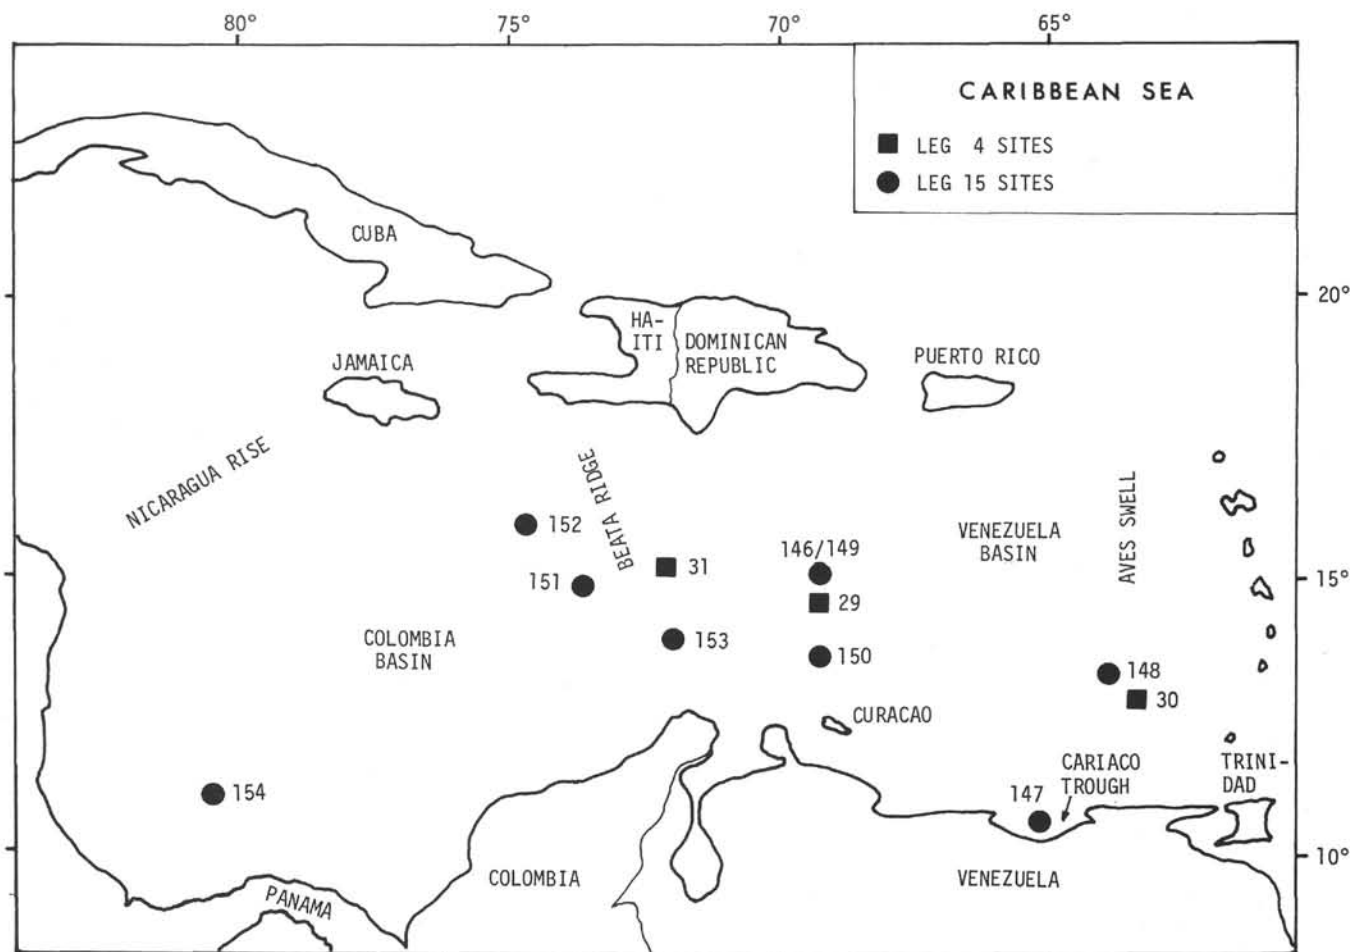 80° 75° 70° 65°
CARIBBEAN SEA
LEG 4 SITES
LEG 15 SITES
CUBA
20°
HA-
ITI
DOMINICAN
REPUBLIC
JAMAICA
PUERTO RICO
NICARAGUA RISE
BEATA RIDGE
AVES SWELL
152
VENEZUELA
BASIN
146/149
31
151
15°
29
COLOMBIA
BASIN
153
150
148
30
CURACAO
CARIACO
TROUGH
TRINI-
DAD
154
147
10°
COLOMBIA
VENEZUELA
PANAMA